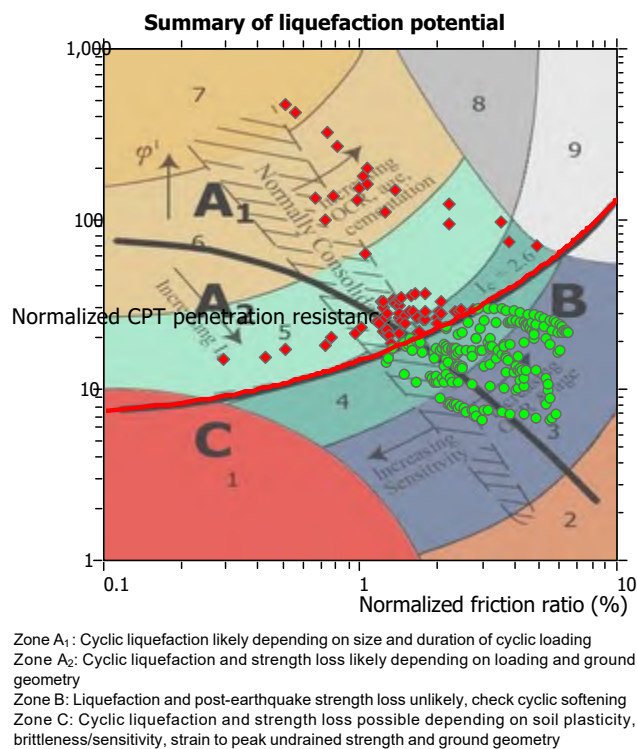 Summary of liquefaction potential
1,000
7
8
9
φ'
A1
Increasing
OCR, age,
cementation
Normally Consolid
100
6
Ic = 2.6
A2
B
Increasing
Normalized CPT penetration resistanc
5
10
4
3
C
1
Increasing
Sensitivity
2
1
0.1
1
10
Normalized friction ratio (%)
Zone A1: Cyclic liquefaction likely depending on size and duration of cyclic loading
Zone A2: Cyclic liquefaction and strength loss likely depending on loading and ground
geometry
Zone B: Liquefaction and post-earthquake strength loss unlikely, check cyclic softening
Zone C: Cyclic liquefaction and strength loss possible depending on soil plasticity,
brittleness/sensitivity, strain to peak undrained strength and ground geometry